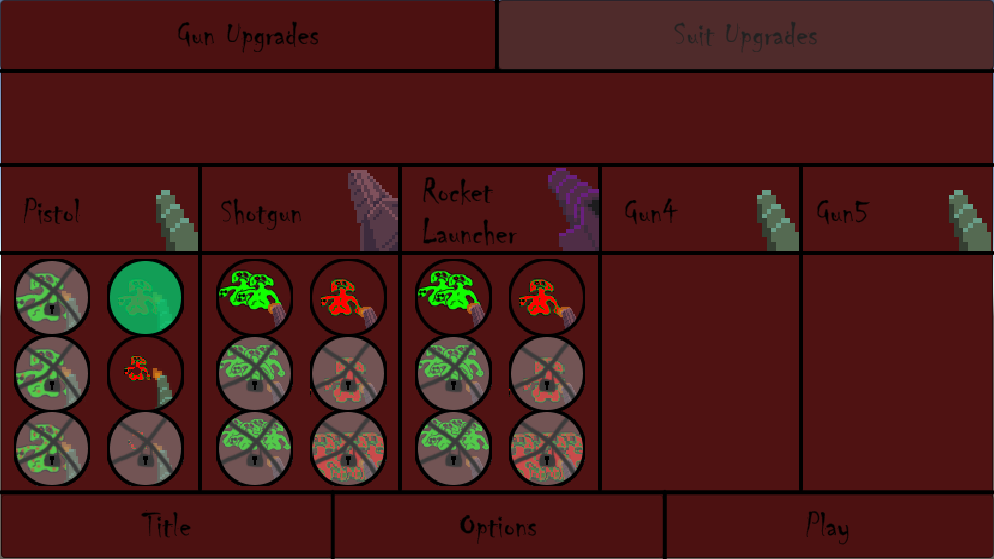 Gun Upgrades
Suit Upgrades
Pistol
Shotgun
Rocket
Launcher
Gun4
Gun5
Title
Options
Play